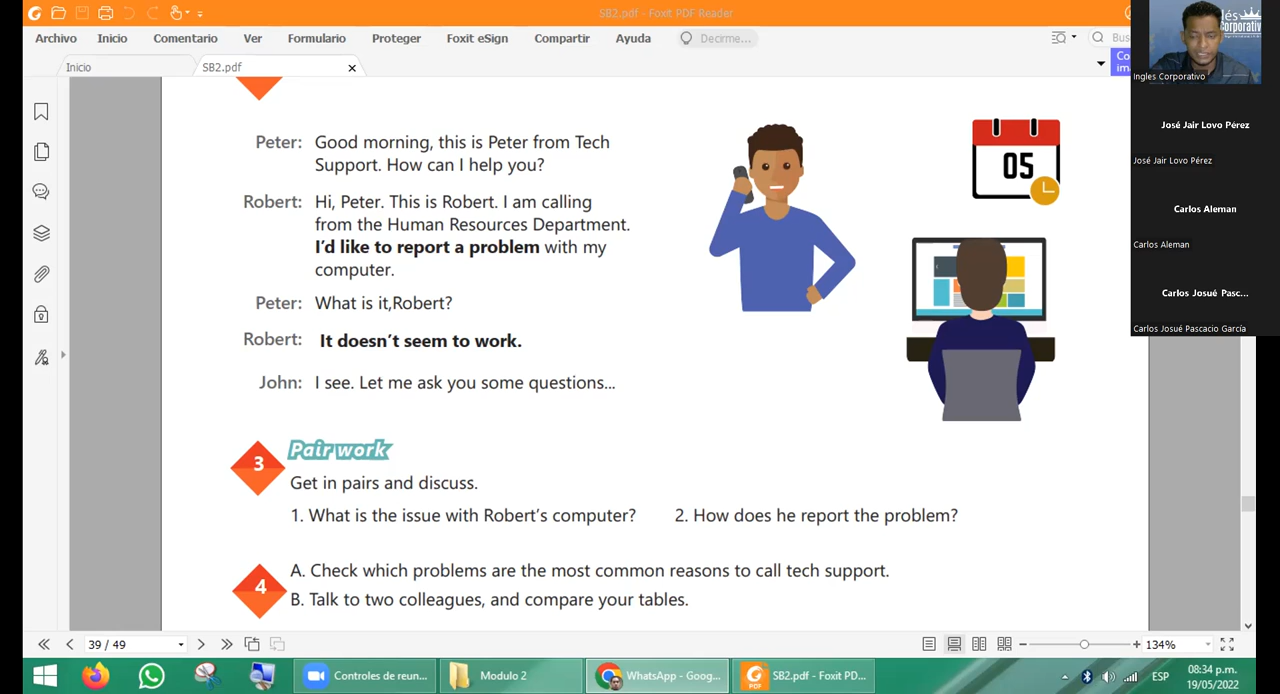 SB2.pdf - Foxit PDF Reader
Archivo Inicio Comentario Ver Formulario Proteger Foxit eSign Compartir Ayuda Decirme...
Inicio SB2.pdf
Peter: Good morning, this is Peter from Tech
Support. How can I help you?
Robert: Hi, Peter. This is Robert. I am calling
from the Human Resources Department.
I'd like to report a problem with my
computer.
Peter: What is it,Robert?
Robert: It doesn't seem to work.
John: I see. Let me ask you some questions...
05
3
Pair work
Get in pairs and discuss.
1. What is the issue with Robert's computer? 2. How does he report the problem?
4
A. Check which problems are the most common reasons to call tech support.
B. Talk to two colleagues, and compare your tables.
Ingles Corporativo
José Jair Lovo Pérez
José Jair Lovo Pérez
Carlos Aleman
Carlos Aleman
Carlos Josué Pasc...
Carlos Josué Pascacio García
39 / 49
134%
Controles de reun...
Modulo 2
WhatsApp - Goog...
SB2.pdf - Foxit PD...
ESP
08:34 p.m.
19/05/2022